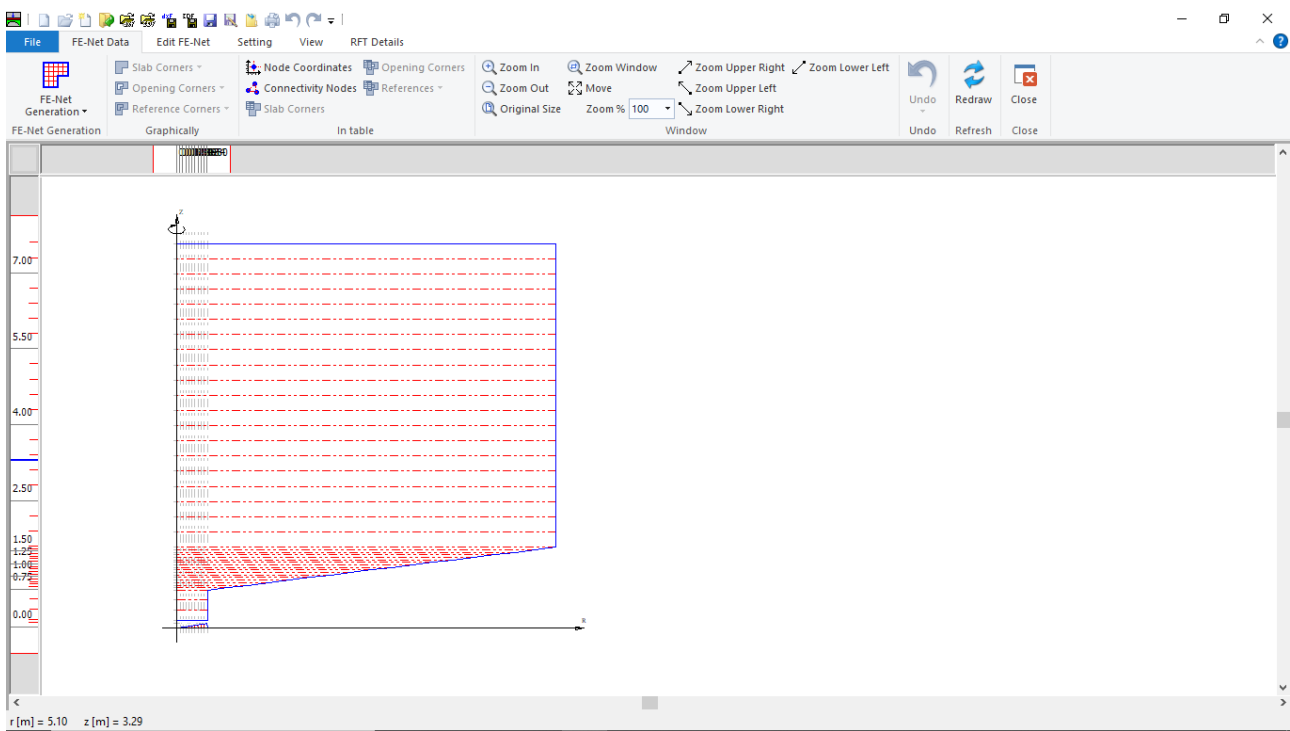 File FE-Net Data Edit FE-Net Setting View RFT Details
Slab Corners Node Coordinates Opening Corners Zoom In Zoom Window Zoom Upper Right Zoom Lower Left
Opening Corners Connectivity Nodes References Zoom Out Move Zoom Upper Left
FE-Net Generation Reference Corners Slab Corners Original Size Zoom % 100 Zoom Lower Right Undo Redraw Close
FE-Net Generation Graphically In table Window Undo Refresh Close
z
7.00
5.50
4.00
2.50
1.50
1.25
1.00
0.75
0.00
r [m] = 5.10 z [m] = 3.29